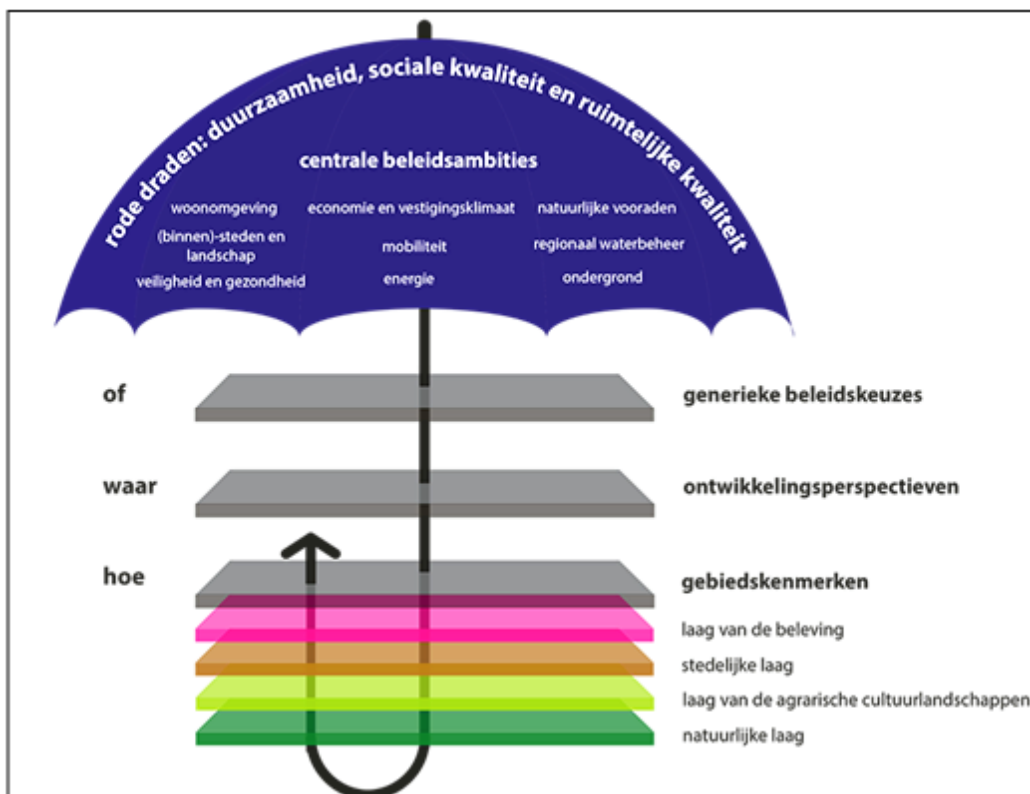 rode draden: duurzaamheid, sociale kwaliteit en ruimtelijke kwaliteit
centrale beleidsambities
woonomgeving
(binnen)-steden en
landschap
veiligheid en gezondheid
economie en vestigingsklimaat
mobiliteit
energie
natuurlijke vooraden
regionaal waterbeheer
ondergrond
of
generieke beleidskeuzes
waar
ontwikkelingsperspectieven
hoe
gebiedskenmerken
laag van de beleving
stedelijke laag
laag van de agrarische cultuurlandschappen
natuurlijke laag